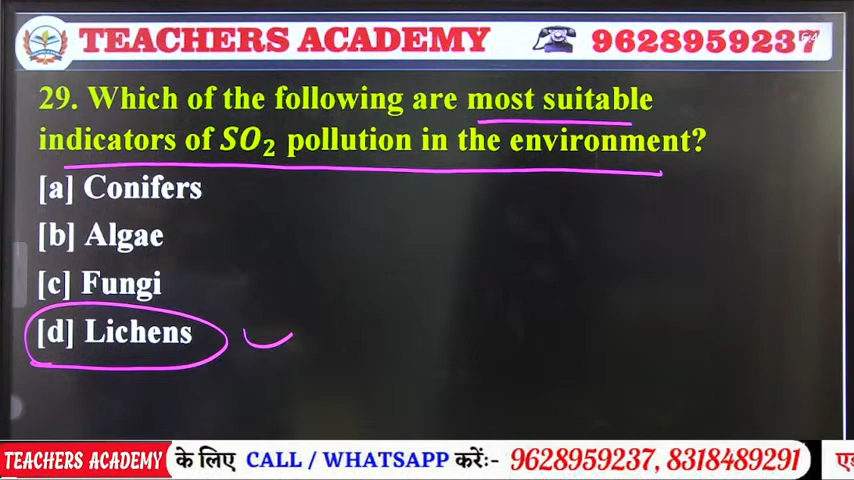 TEACHERS ACADEMY 9628959237
29. Which of the following are most suitable
indicators of SO₂ pollution in the environment?
[a] Conifers
[b] Algae
[c] Fungi
[d] Lichens
TEACHERS ACADEMY के लिए CALL / WHATSAPP करेंः- 9628959237, 8318489291